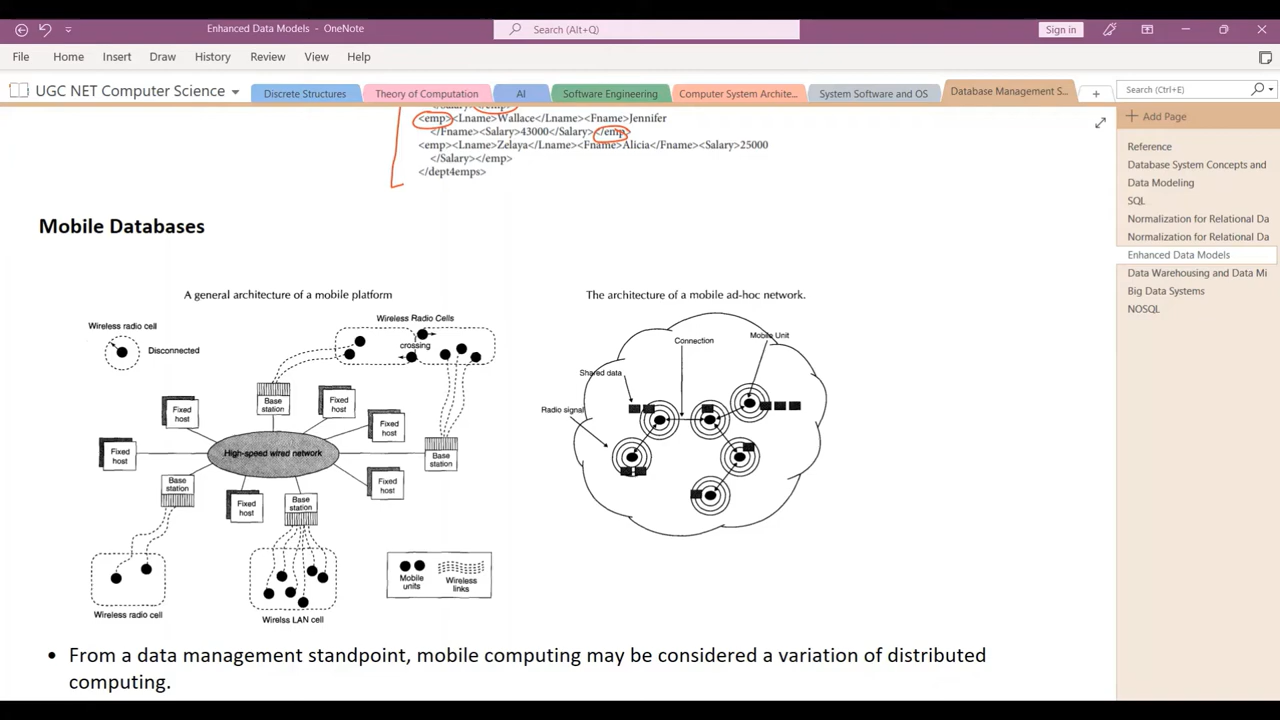 Enhanced Data Models - OneNote
Search (Alt+Q)
Sign in
File Home Insert Draw History Review View Help
UGC NET Computer Science
Discrete Structures
Theory of Computation
AI
Software Engineering
Computer System Archite...
System Software and OS
Database Management S...
Search (Ctrl+E)
Add Page
Reference
Database System Concepts and
Data Modeling
SQL
Normalization for Relational Da
Normalization for Relational Da
Enhanced Data Models
Data Warehousing and Data Mi
Big Data Systems
NOSQL
</Salary></emp>
<emp><Lname>Wallace</Lname><Fname>Jennifer
</Fname><Salary>43000</Salary></emp>
<emp><Lname>Zelaya</Lname><Fname>Alicia</Fname><Salary>25000
</Salary></emp>
</dept4emps>
Mobile Databases
A general architecture of a mobile platform
Wireless radio cell
Disconnected
Wireless Radio Cells
crossing
Base
station
Fixed
host
Fixed
host
Fixed
host
Fixed
host
High-speed wired network
Base
station
Base
station
Fixed
host
Fixed
host
Base
station
Mobile
units
Wireless
links
Wireless radio cell
Wirelss LAN cell
The architecture of a mobile ad-hoc network.
Connection
Mobile Unit
Shared data
Radio signal
• From a data management standpoint, mobile computing may be considered a variation of distributed
computing.